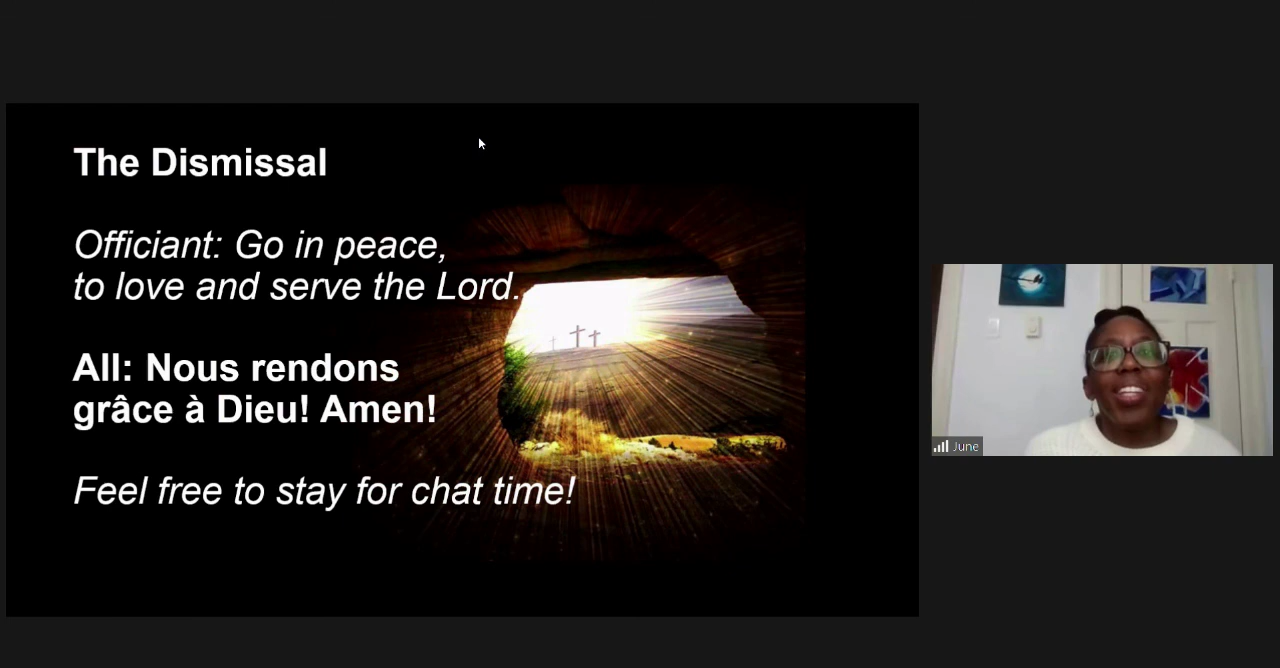 The Dismissal
Officiant: Go in peace,
to love and serve the Lord.
All: Nous rendons
grâce à Dieu! Amen!
Feel free to stay for chat time!
June